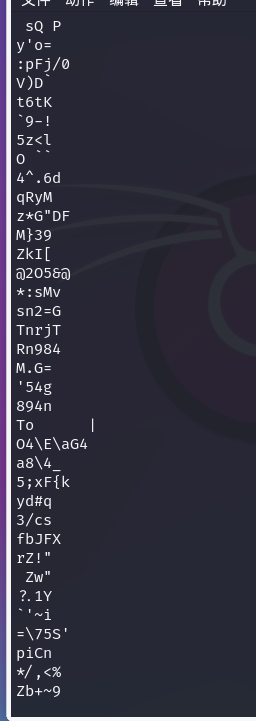 文件 动作 编辑 查看 帮助
 sQ P
y'o=
:pFj/0
V)D`
t6tK
`9-!
5z<l
O ``
4^.6d
qRyM
z*G"DF
M}39
ZkI[
@2O5&@
*:sMv
sn2=G
TnrjT
Rn984
M.G=
'54g
894n
To      |
O4\E\aG4
a8\4_
5;xF{k
yd#q
3/cs
fbJFX
rZ!"
 Zw"
?.1Y
`'~i
=\75S'
piCn
*/,<%
Zb+~9